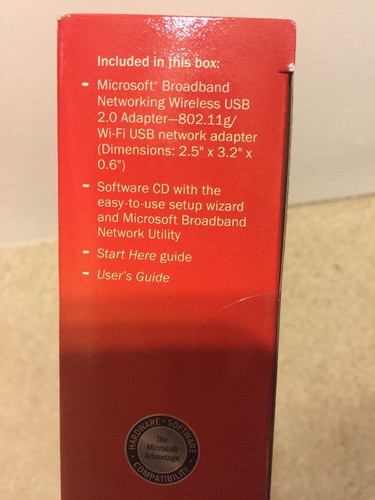 Included in this box:
- Microsoft® Broadband
Networking Wireless USB
2.0 Adapter—802.11g/
Wi-Fi USB network adapter
(Dimensions: 2.5" x 3.2" x
0.6")
- Software CD with the
easy-to-use setup wizard
and Microsoft Broadband
Network Utility
- Start Here guide
- User's Guide
HARDWARE • SOFTWARE
The
Microsoft®
Advantage
COMPATIBILITY